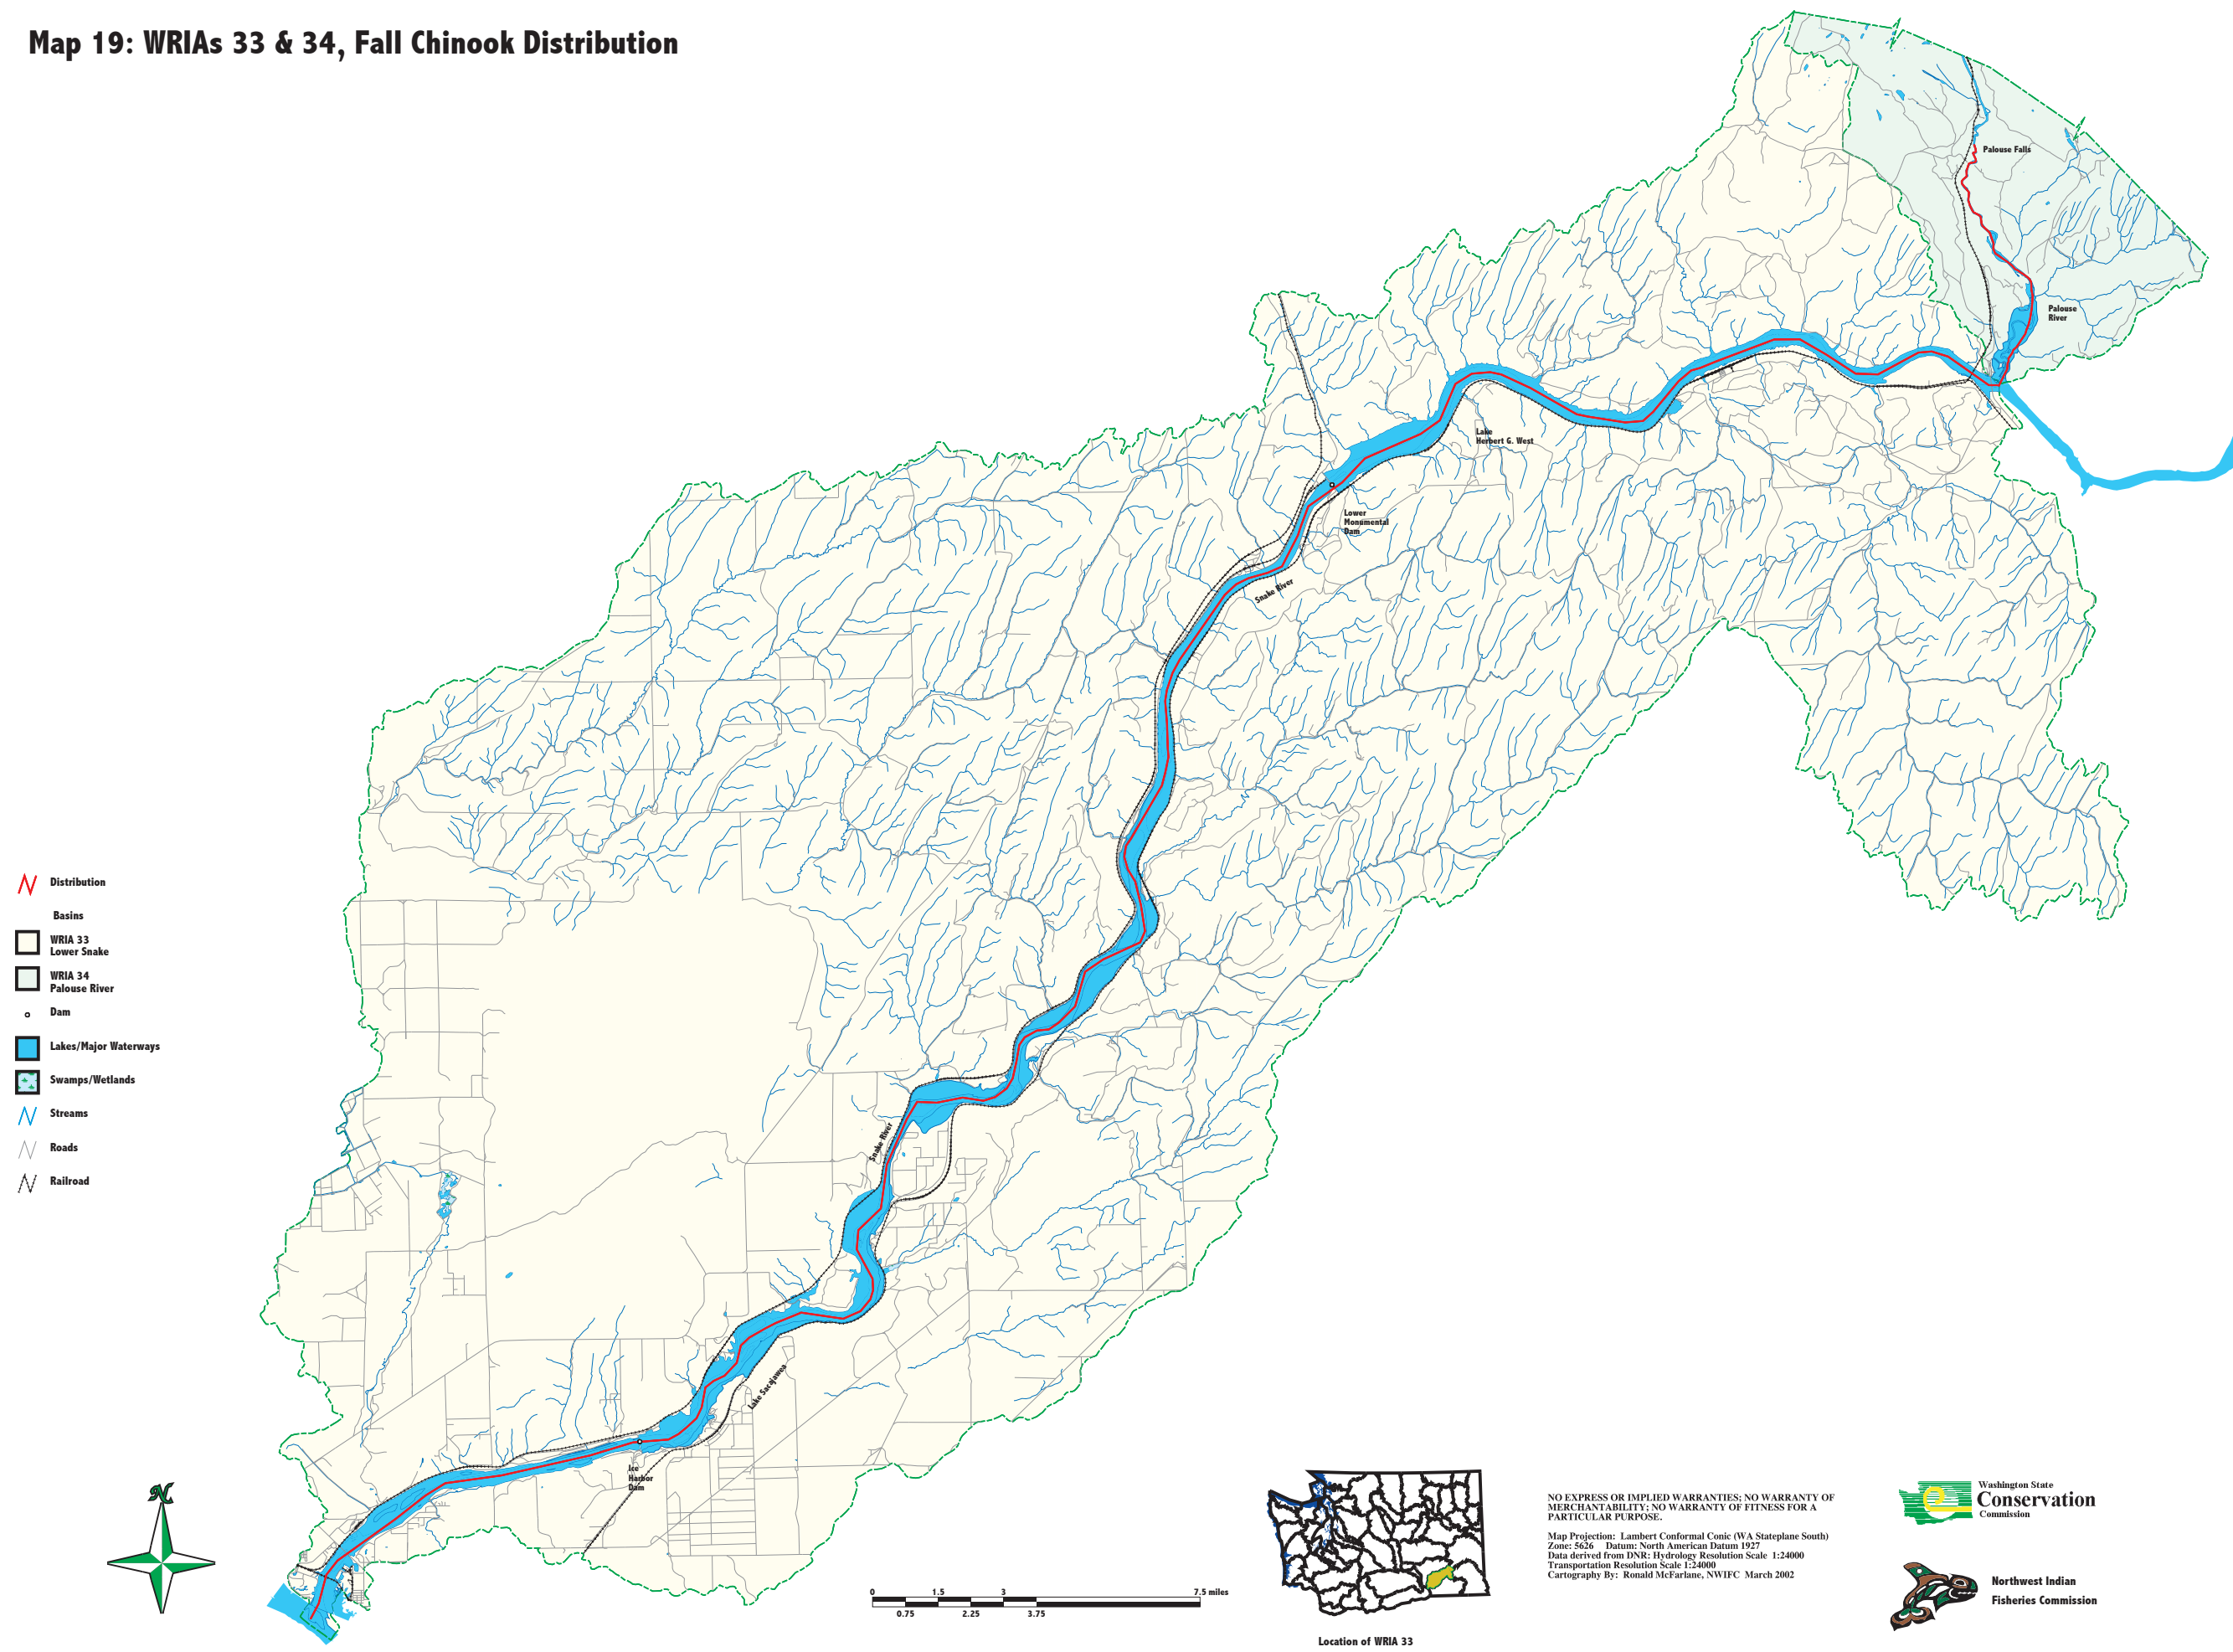 Map 19: WRIAs 33 & 34, Fall Chinook Distribution
Palouse Falls
Palouse
River
Lake
Herbert G. West
Lower
Monumental
Dam
Snake River
Snake River
Lake Sacajawea
Ice
Harbor
Dam
Distribution
Basins
WRIA 33
Lower Snake
WRIA 34
Palouse River
Dam
Lakes/Major Waterways
Swamps/Wetlands
Streams
Roads
Railroad
N
0 1.5 3 7.5 miles
0.75 2.25 3.75
Location of WRIA 33
NO EXPRESS OR IMPLIED WARRANTIES; NO WARRANTY OF
MERCHANTABILITY; NO WARRANTY OF FITNESS FOR A
PARTICULAR PURPOSE.
Map Projection: Lambert Conformal Conic (WA Stateplane South)
Zone: 5626 Datum: North American Datum 1927
Data derived from DNR: Hydrology Resolution Scale 1:24000
Transportation Resolution Scale 1:24000
Cartography By: Ronald McFarlane, NWIFC March 2002
Washington State
Conservation
Commission
Northwest Indian
Fisheries Commission